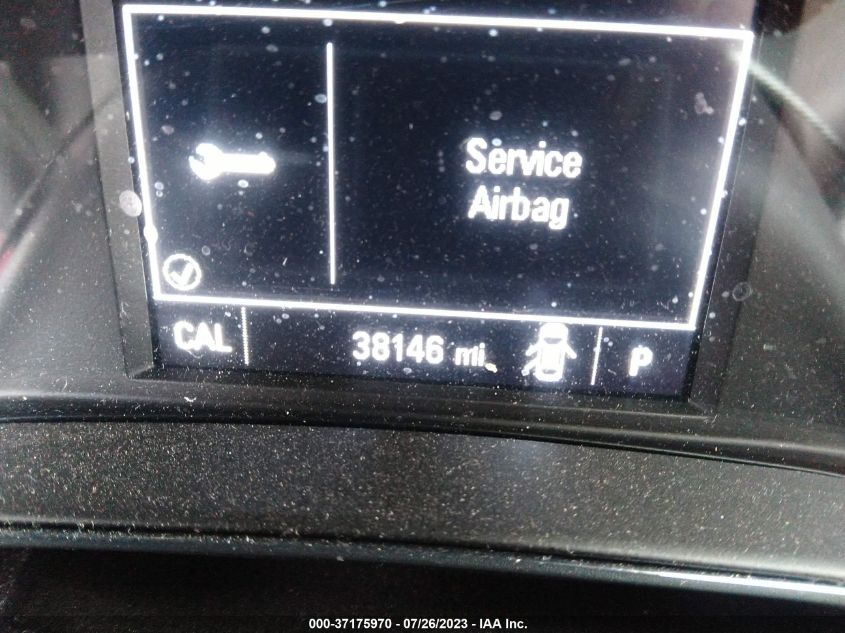 Service
Airbag
CAL 38146 mi P
000-37175970 - 07/26/2023 - IAA Inc.